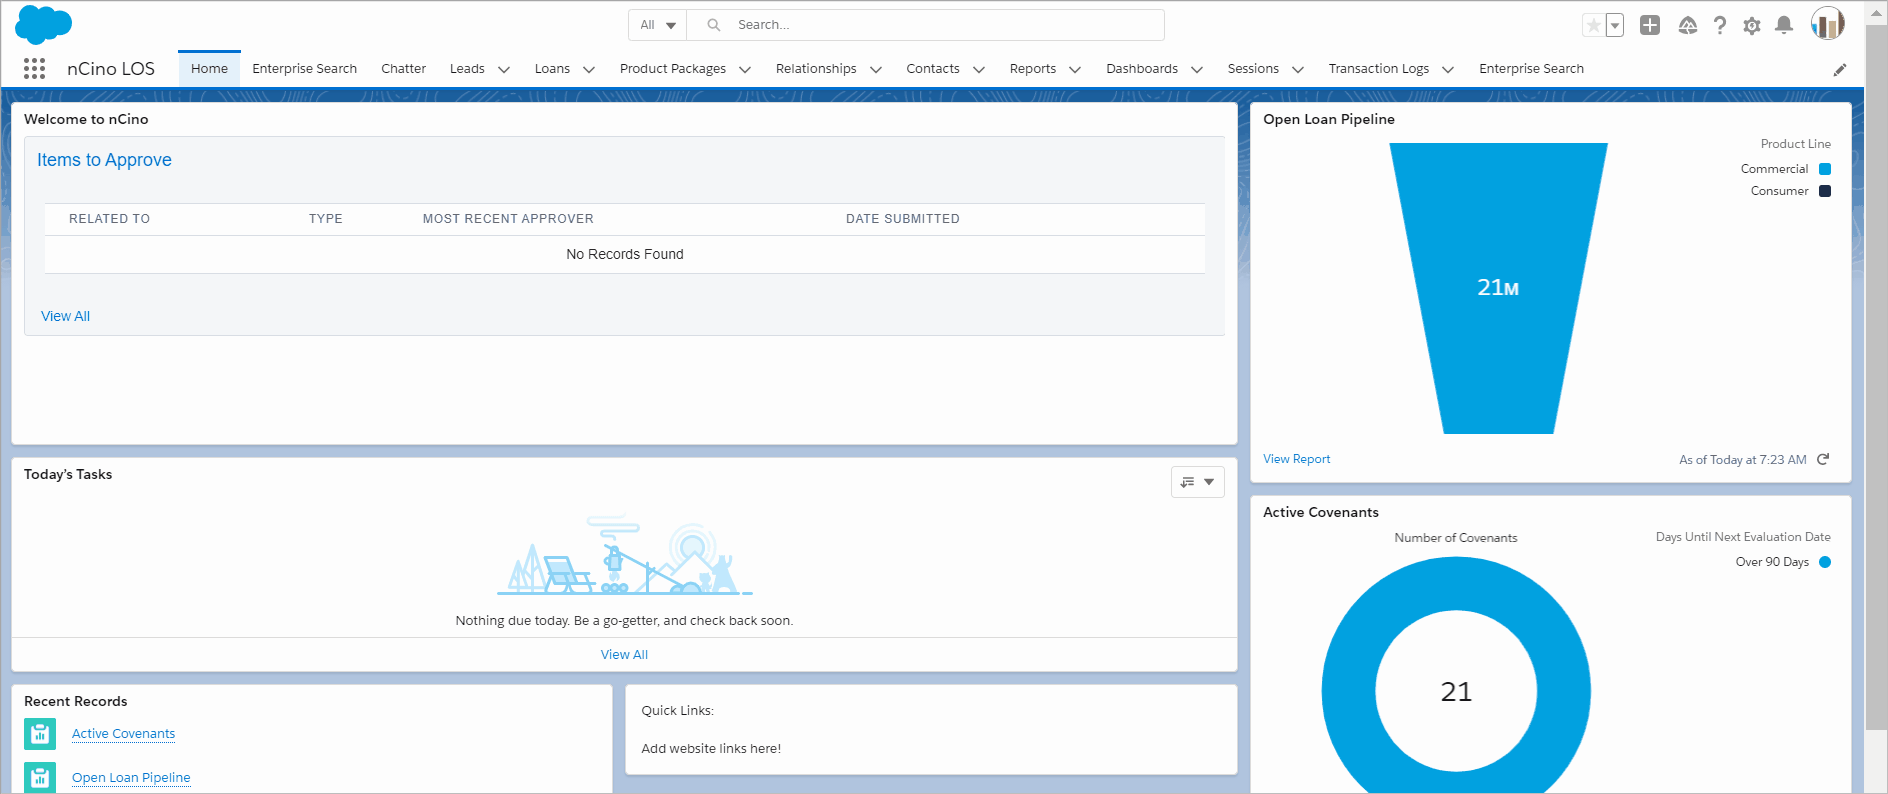 All
Search...
nCino LOS
Home Enterprise Search Chatter Leads Loans Product Packages Relationships Contacts Reports Dashboards Sessions Transaction Logs Enterprise Search
Welcome to nCino
Items to Approve
RELATED TO TYPE MOST RECENT APPROVER DATE SUBMITTED
No Records Found
View All
Today's Tasks
Nothing due today. Be a go-getter, and check back soon.
View All
Recent Records
Active Covenants
Open Loan Pipeline
Quick Links:
Add website links here!
Open Loan Pipeline
Product Line
Commercial
Consumer
21M
View Report
As of Today at 7:23 AM
Active Covenants
Number of Covenants
Days Until Next Evaluation Date
Over 90 Days
21